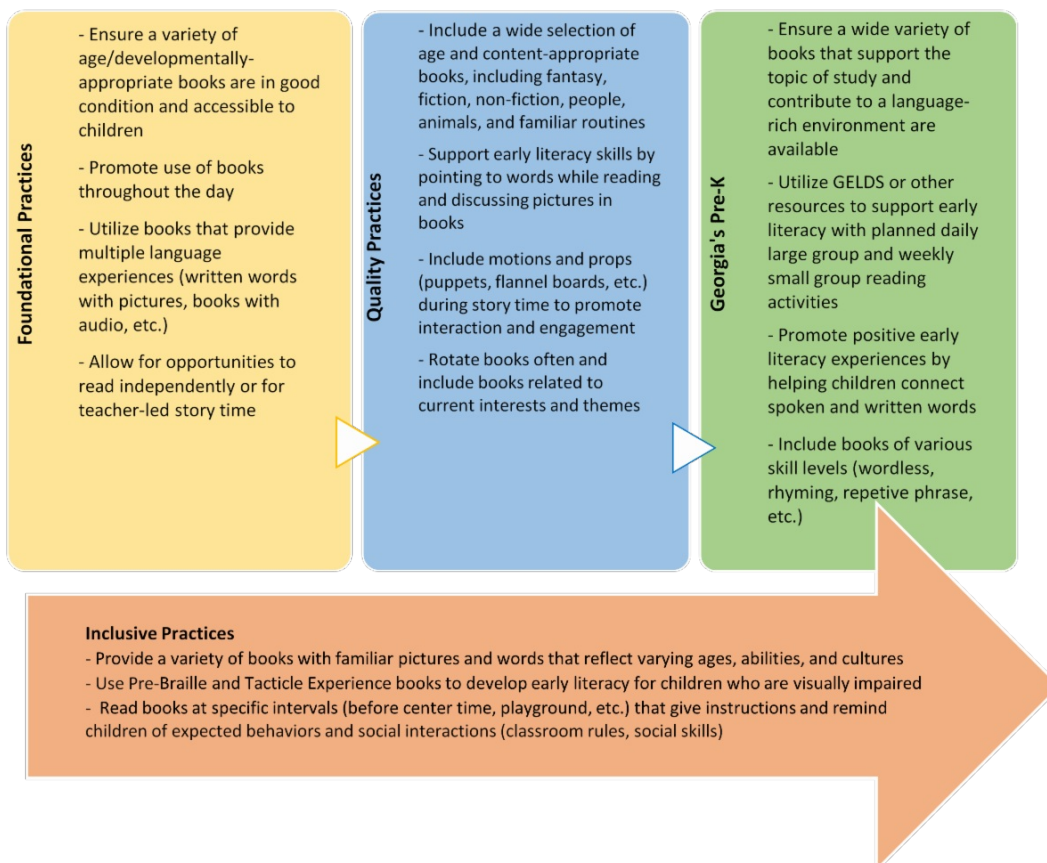 Foundational Practices
- Ensure a variety of
age/developmentally-
appropriate books are in good
condition and accessible to
children
- Promote use of books
throughout the day
- Utilize books that provide
multiple language
experiences (written words
with pictures, books with
audio, etc.)
- Allow for opportunities to
read independently or for
teacher-led story time
Quality Practices
- Include a wide selection of
age and content-appropriate
books, including fantasy,
fiction, non-fiction, people,
animals, and familiar routines
- Support early literacy skills by
pointing to words while reading
and discussing pictures in
books
- Include motions and props
(puppets, flannel boards, etc.)
during story time to promote
interaction and engagement
- Rotate books often and
include books related to
current interests and themes
Georgia's Pre-K
- Ensure a wide variety of
books that support the
topic of study and
contribute to a language-
rich environment are
available
- Utilize GELDS or other
resources to support early
literacy with planned daily
large group and weekly
small group reading
activities
- Promote positive early
literacy experiences by
helping children connect
spoken and written words
- Include books of various
skill levels (wordless,
rhyming, repetive phrase,
etc.)
Inclusive Practices
- Provide a variety of books with familiar pictures and words that reflect varying ages, abilities, and cultures
- Use Pre-Braille and Tacticle Experience books to develop early literacy for children who are visually impaired
- Read books at specific intervals (before center time, playground, etc.) that give instructions and remind
children of expected behaviors and social interactions (classroom rules, social skills)